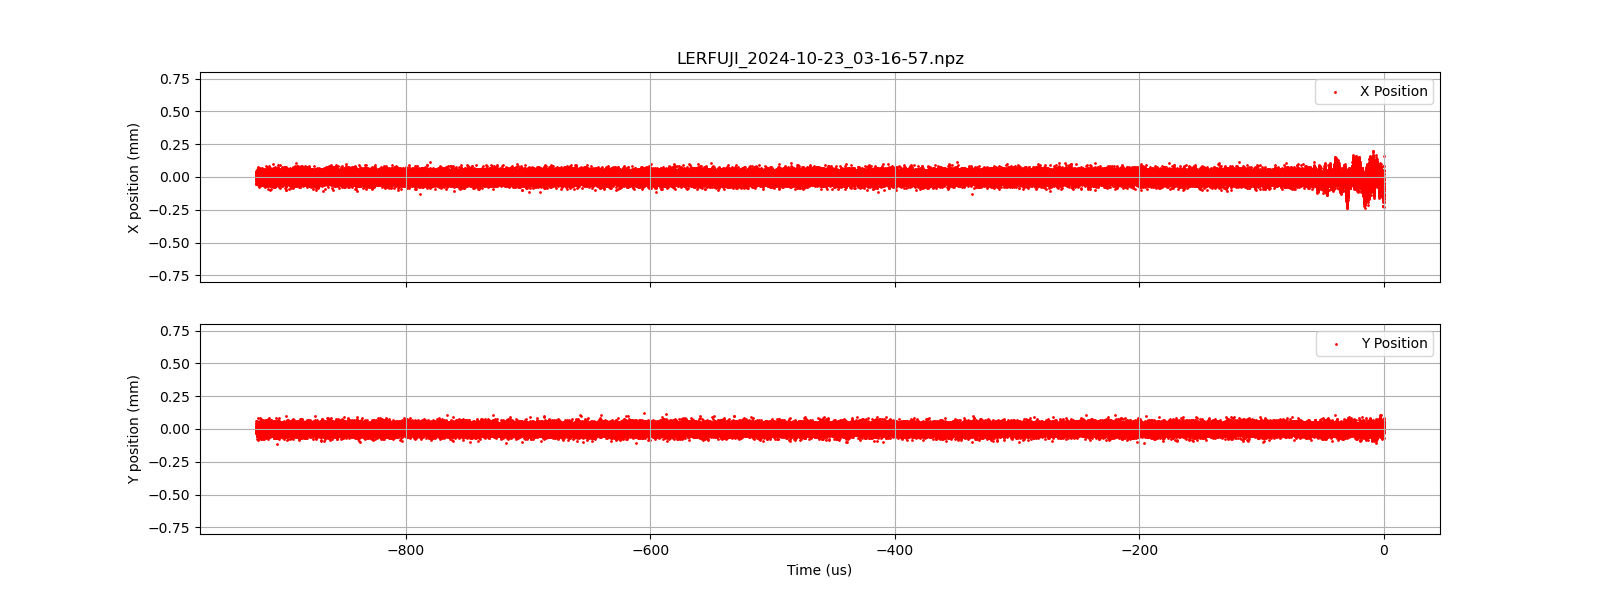 LERFUJI_2024-10-23_03-16-57.npz
X position (mm)
0.75
0.50
0.25
0.00
−0.25
−0.50
−0.75
X Position
Y position (mm)
0.75
0.50
0.25
0.00
−0.25
−0.50
−0.75
Y Position
−800 −600 −400 −200 0
Time (us)